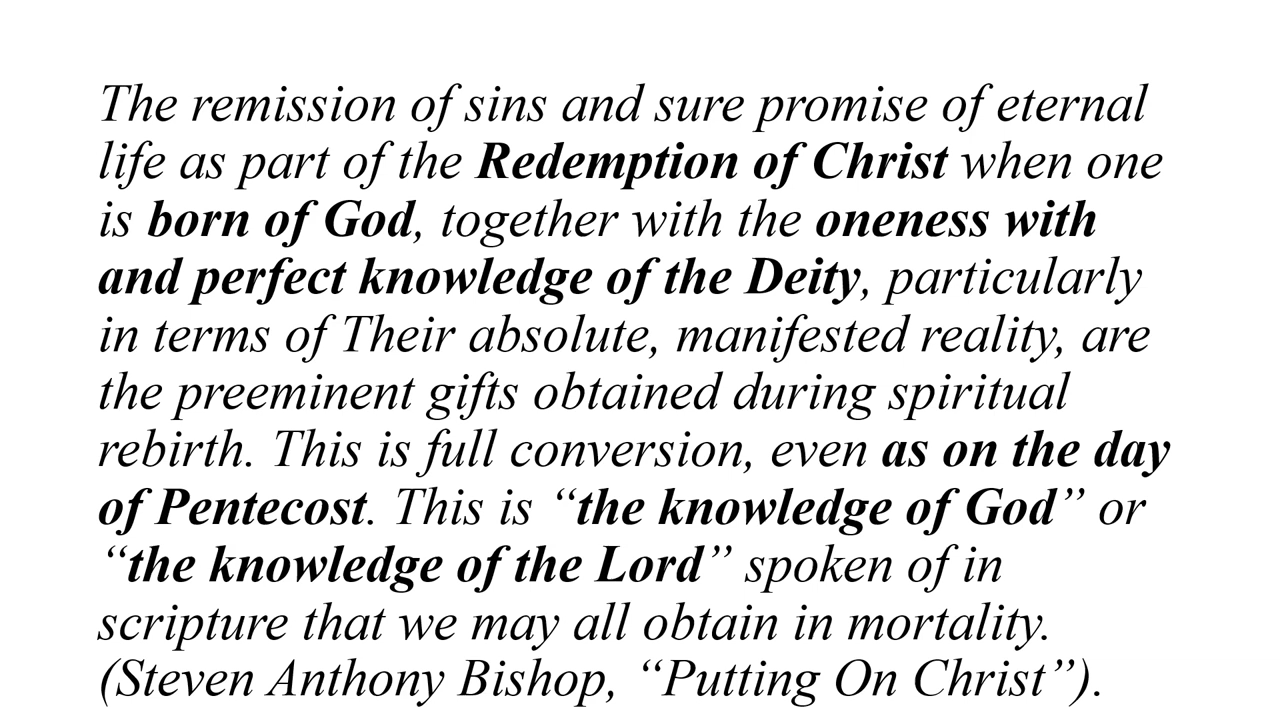 The remission of sins and sure promise of eternal
life as part of the Redemption of Christ when one
is born of God, together with the oneness with
and perfect knowledge of the Deity, particularly
in terms of Their absolute, manifested reality, are
the preeminent gifts obtained during spiritual
rebirth. This is full conversion, even as on the day
of Pentecost. This is “the knowledge of God” or
“the knowledge of the Lord” spoken of in
scripture that we may all obtain in mortality.
(Steven Anthony Bishop, “Putting On Christ”).